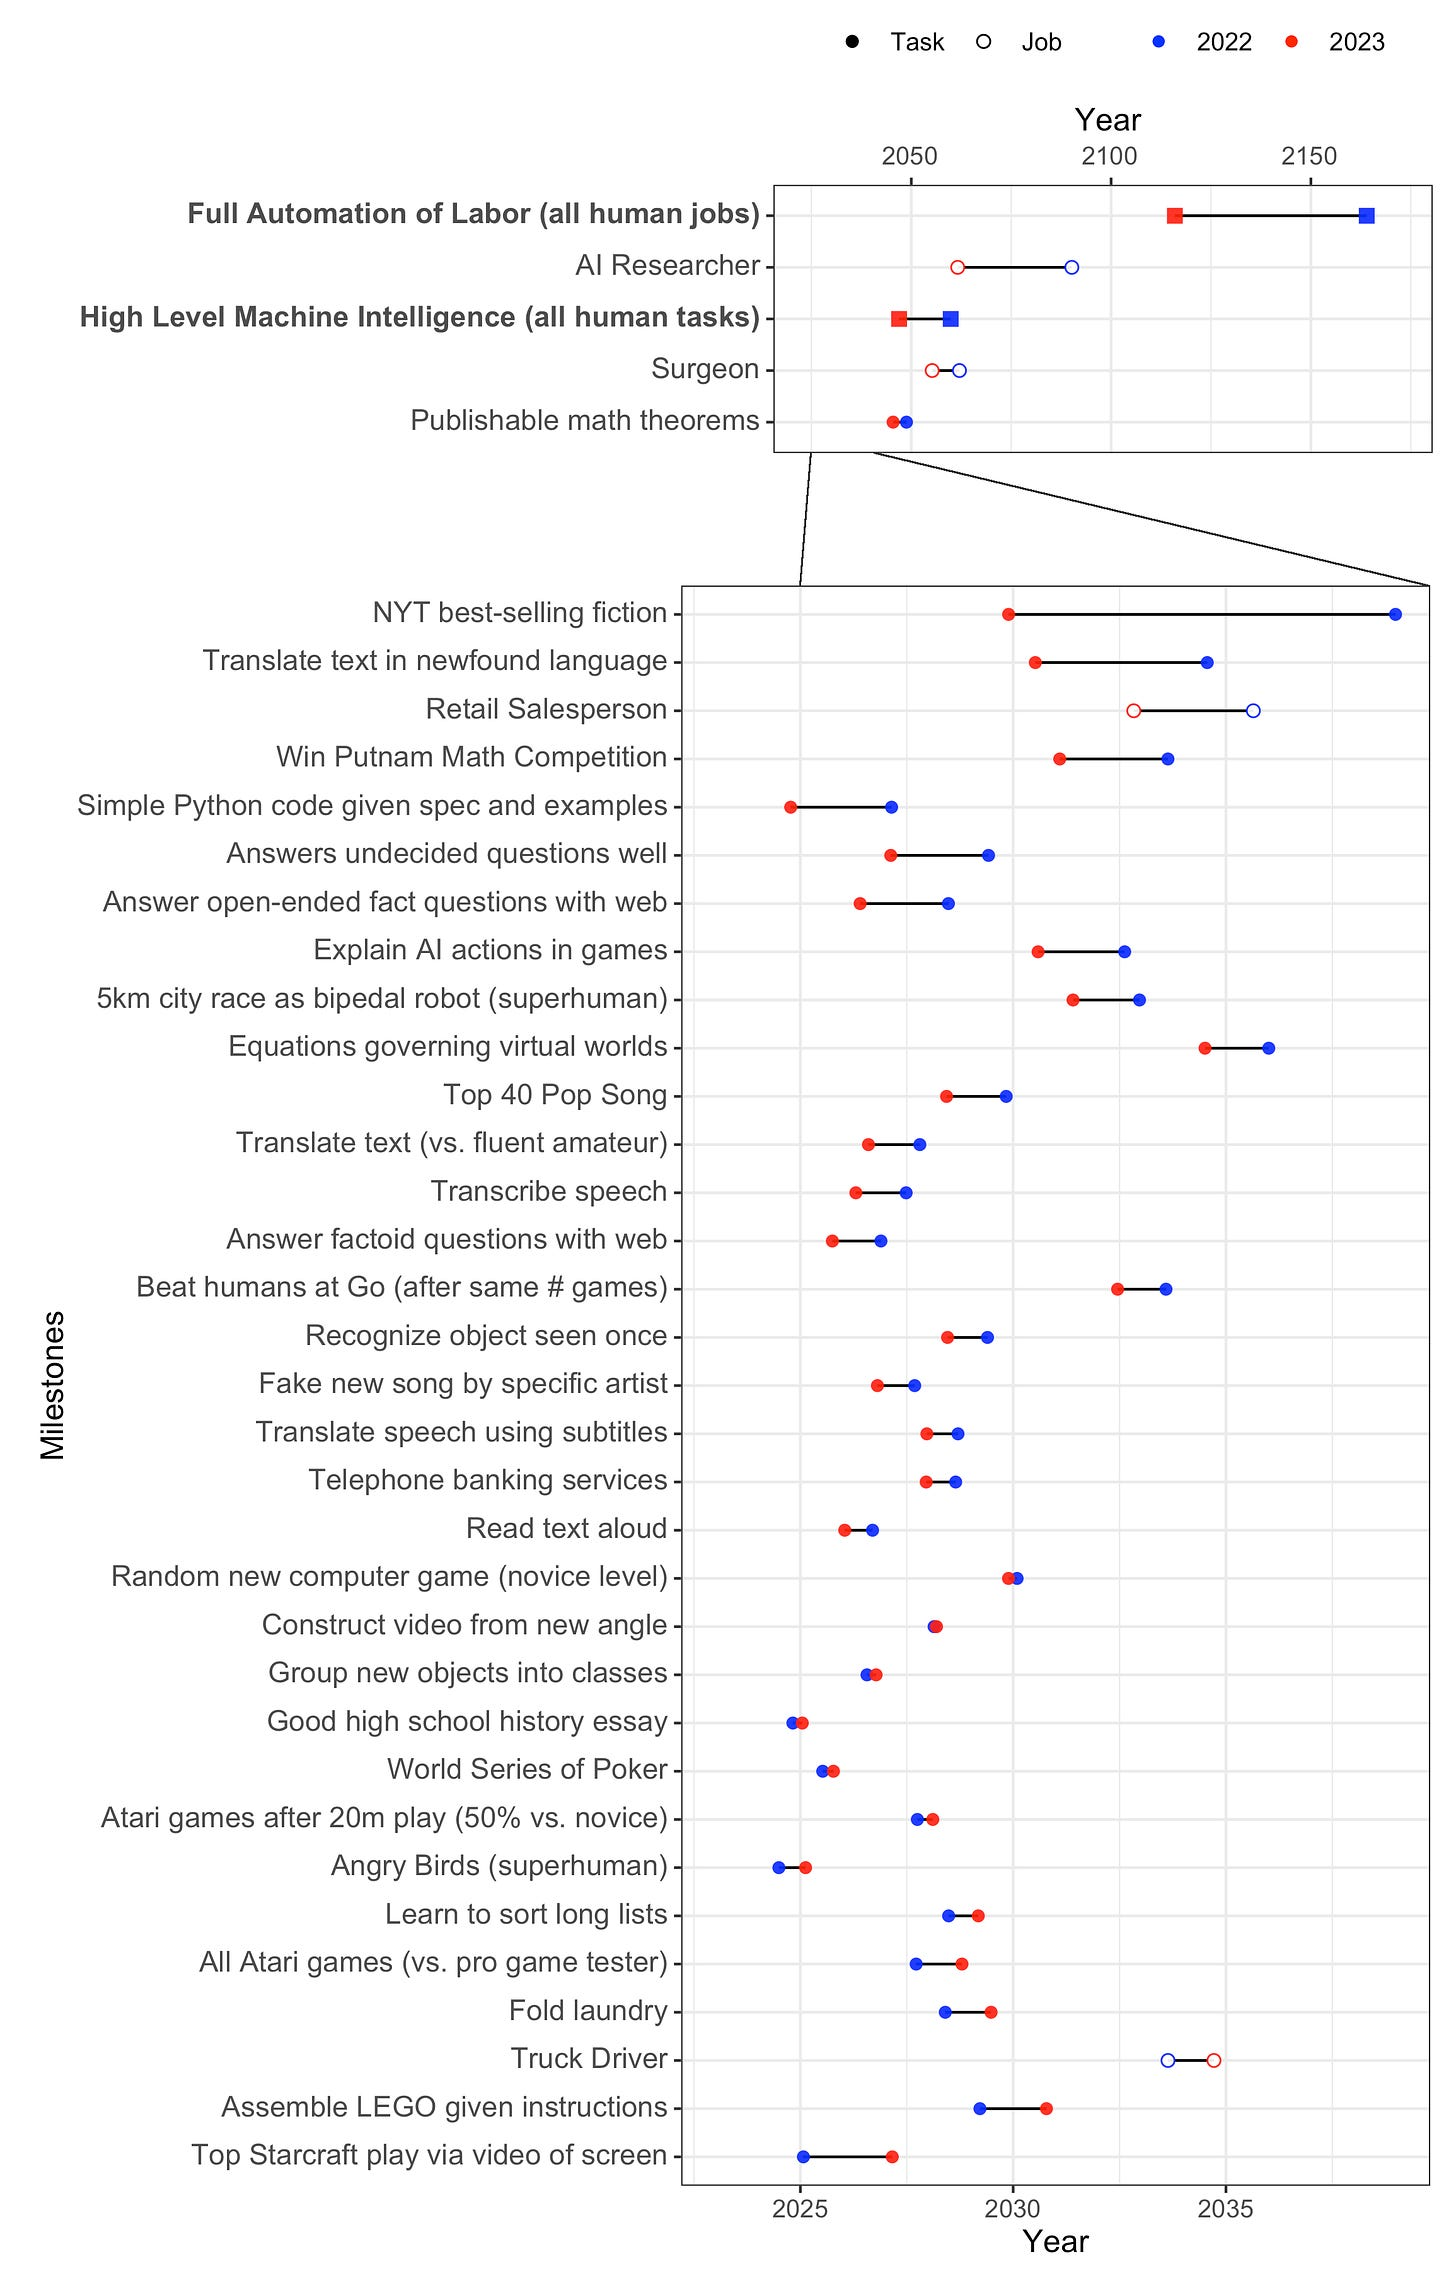 Task Job 2022 2023
Year
2050 2100 2150
Full Automation of Labor (all human jobs)
AI Researcher
High Level Machine Intelligence (all human tasks)
Surgeon
Publishable math theorems
NYT best-selling fiction
Translate text in newfound language
Retail Salesperson
Win Putnam Math Competition
Simple Python code given spec and examples
Answers undecided questions well
Answer open-ended fact questions with web
Explain AI actions in games
5km city race as bipedal robot (superhuman)
Equations governing virtual worlds
Top 40 Pop Song
Translate text (vs. fluent amateur)
Transcribe speech
Answer factoid questions with web
Beat humans at Go (after same # games)
Recognize object seen once
Fake new song by specific artist
Translate speech using subtitles
Telephone banking services
Read text aloud
Random new computer game (novice level)
Construct video from new angle
Group new objects into classes
Good high school history essay
World Series of Poker
Atari games after 20m play (50% vs. novice)
Angry Birds (superhuman)
Learn to sort long lists
All Atari games (vs. pro game tester)
Fold laundry
Truck Driver
Assemble LEGO given instructions
Top Starcraft play via video of screen
Milestones
2025 2030 2035
Year